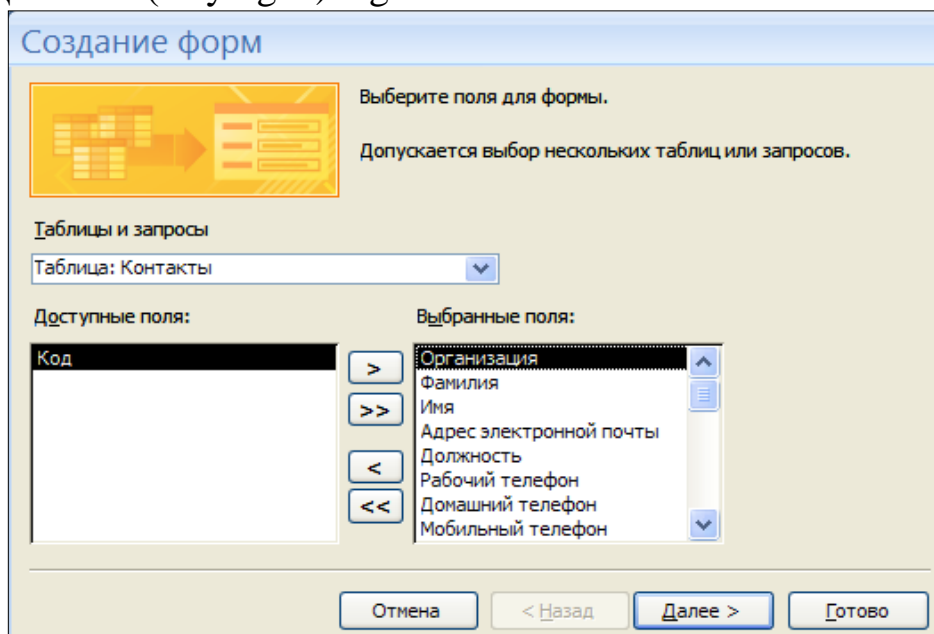 Создание форм
Выберите поля для формы.
Допускается выбор нескольких таблиц или запросов.
Таблицы и запросы
Таблица: Контакты
Доступные поля:
Выбранные поля:
Код
Организация
Фамилия
Имя
Адрес электронной почты
Должность
Рабочий телефон
Домашний телефон
Мобильный телефон
>
>>
<
<<
Отмена
< Назад
Далее >
Готово